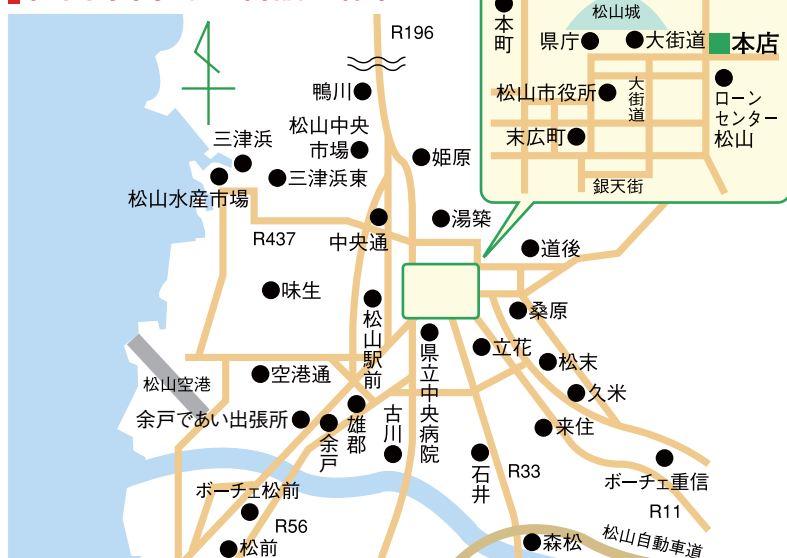 R196
松山城
本町
県庁
大街道
本店
松山市役所
大街道
ローン
センター
松山
末広町
銀天街
鴨川
松山中央
市場
姫原
三津浜
三津浜東
松山水産市場
湯築
中央通
R437
道後
味生
松山駅前
桑原
県立中央病院
立花
松末
松山空港
空港通
久米
余戸であい出張所
余戸
雄郡
古川
来住
石井
R33
ボーチェ重信
ボーチェ松前
R56
R11
松前
森松
松山自動車道